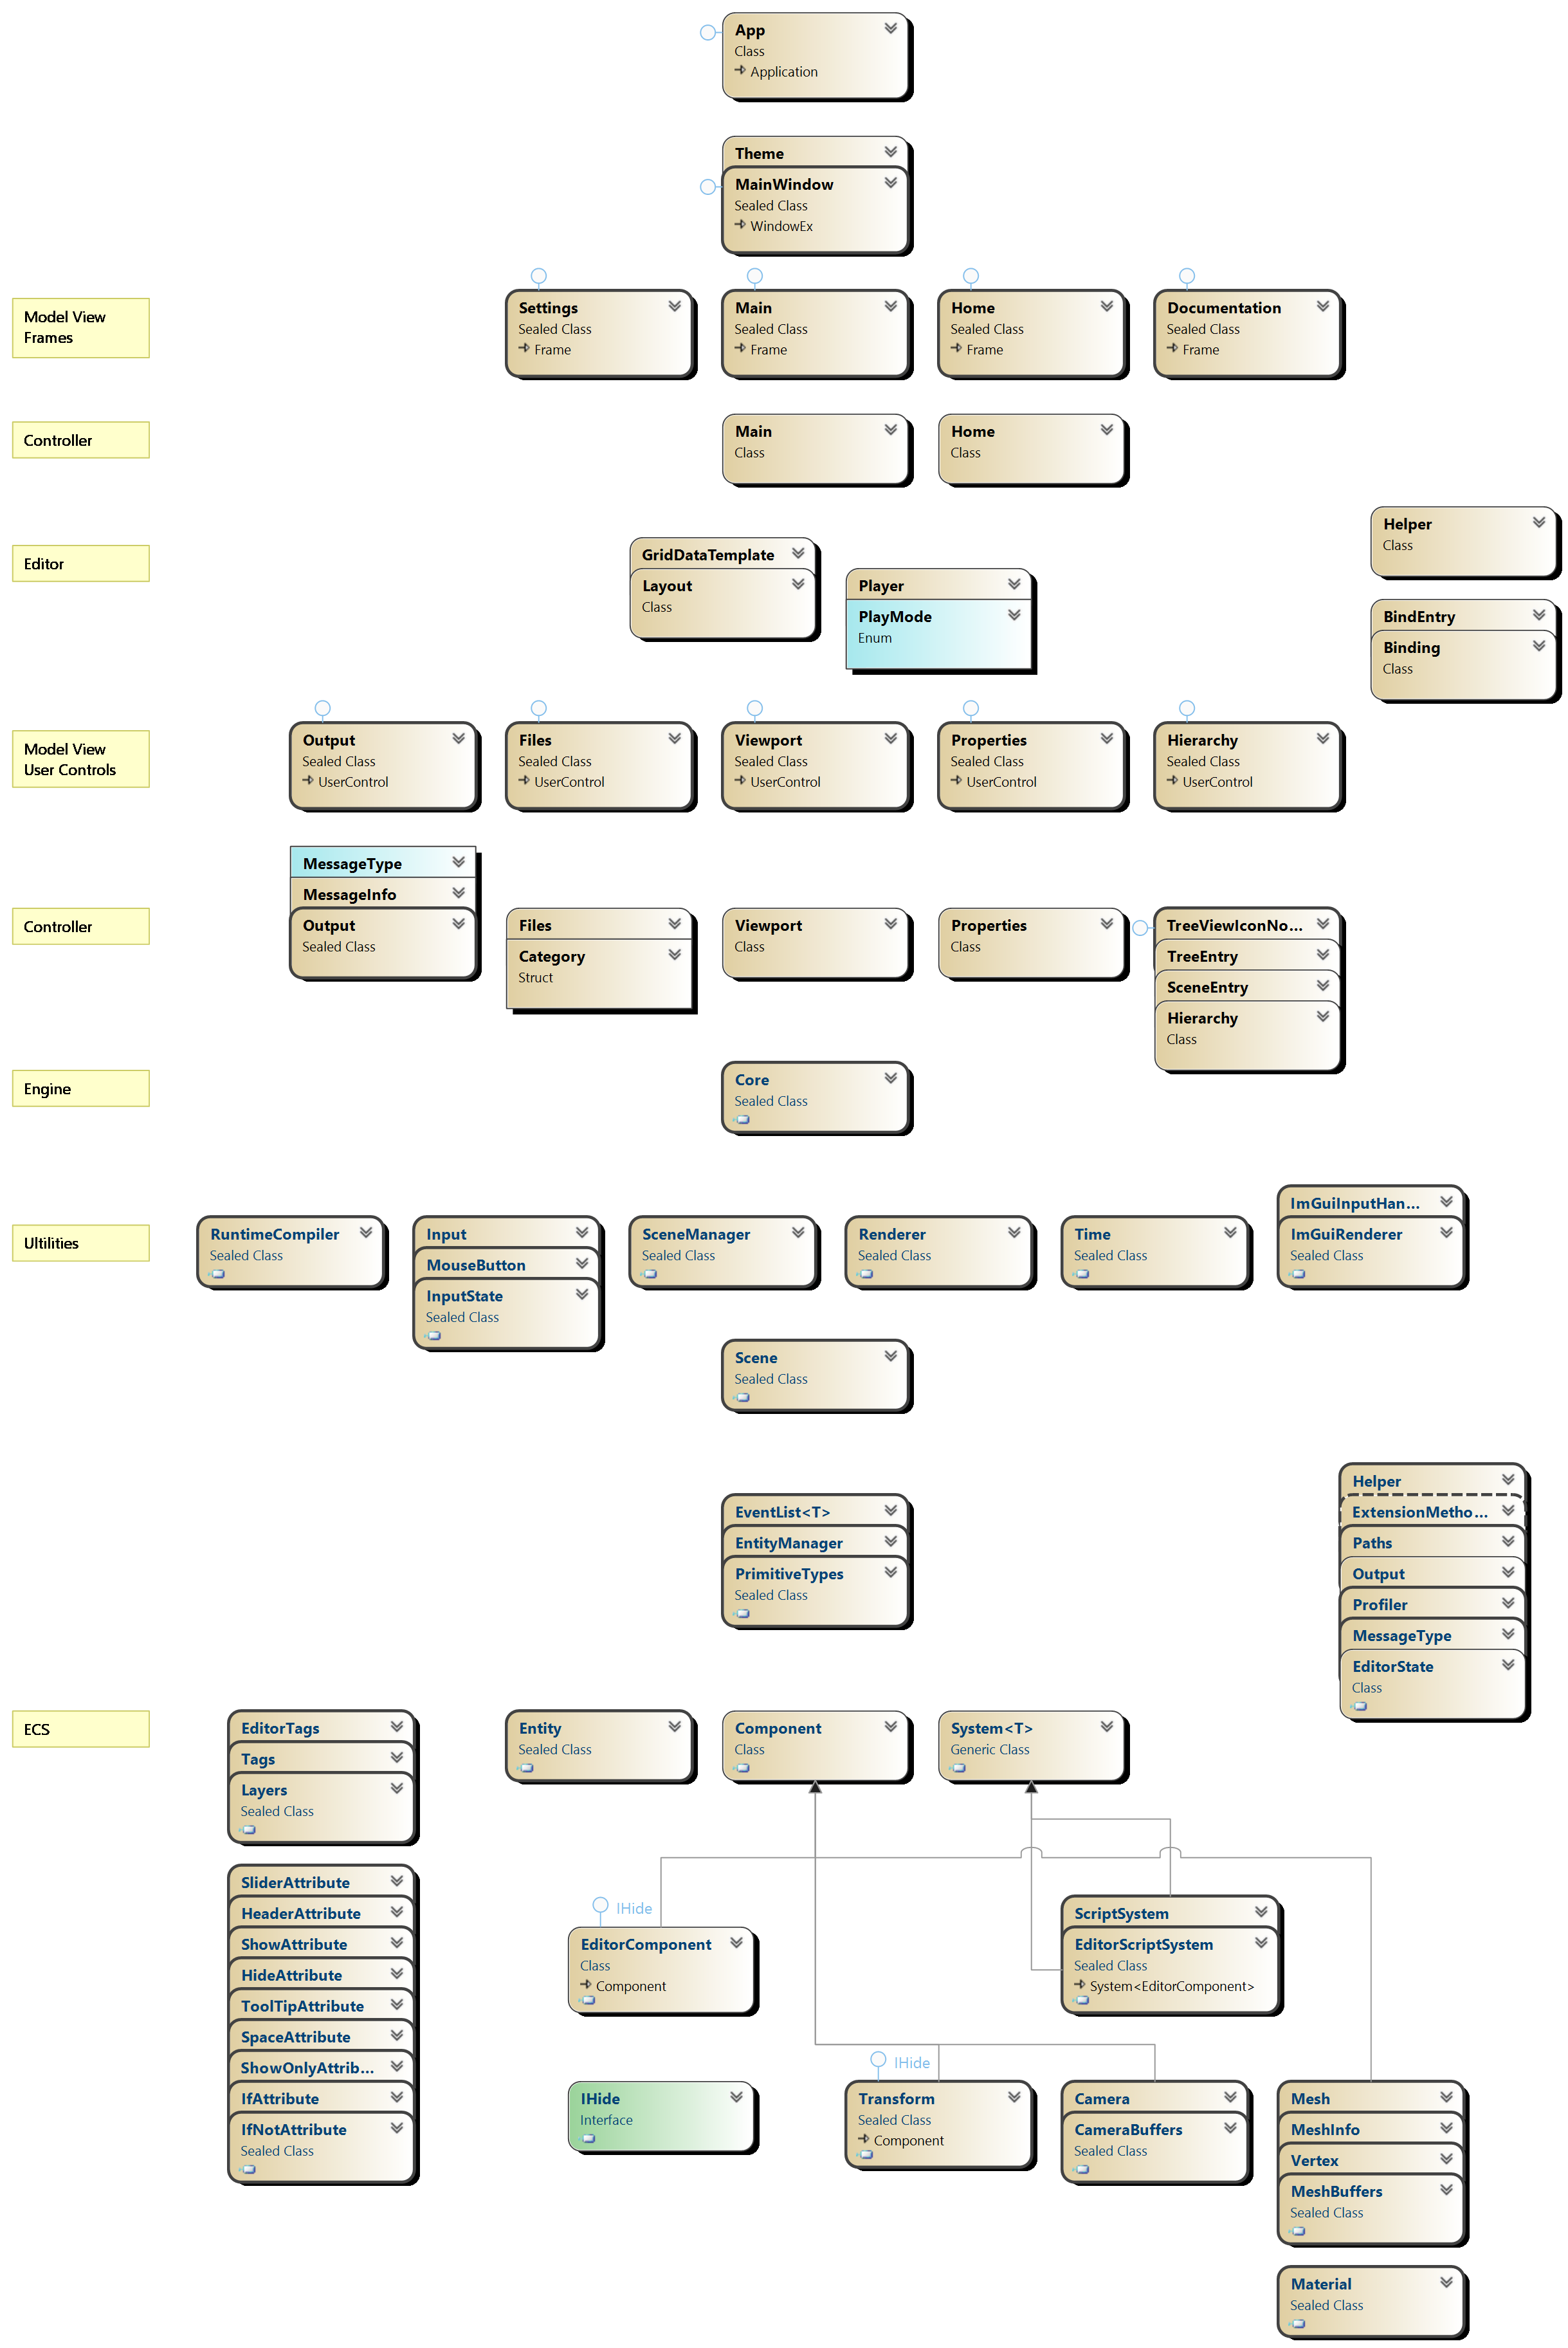 App
Class
Application
Theme
MainWindow
Sealed Class
WindowEx
Model View
Frames
Settings
Sealed Class
Frame
Main
Sealed Class
Frame
Home
Sealed Class
Frame
Documentation
Sealed Class
Frame
Controller
Main
Class
Home
Class
Editor
GridDataTemplate
Layout
Class
Player
PlayMode
Enum
Helper
Class
BindEntry
Binding
Class
Model View
User Controls
Output
Sealed Class
UserControl
Files
Sealed Class
UserControl
Viewport
Sealed Class
UserControl
Properties
Sealed Class
UserControl
Hierarchy
Sealed Class
UserControl
Controller
MessageType
MessageInfo
Output
Sealed Class
Files
Category
Struct
Viewport
Class
Properties
Class
TreeViewIconNo...
TreeEntry
SceneEntry
Hierarchy
Class
Engine
Core
Sealed Class
Ultilities
RuntimeCompiler
Sealed Class
Input
MouseButton
InputState
Sealed Class
SceneManager
Sealed Class
Renderer
Sealed Class
Time
Sealed Class
ImGuiInputHan...
ImGuiRenderer
Sealed Class
Scene
Sealed Class
EventList<T>
EntityManager
PrimitiveTypes
Sealed Class
Helper
ExtensionMetho...
Paths
Output
Profiler
MessageType
EditorState
Class
ECS
EditorTags
Tags
Layers
Sealed Class
Entity
Sealed Class
Component
Class
System<T>
Generic Class
SliderAttribute
HeaderAttribute
ShowAttribute
HideAttribute
ToolTipAttribute
SpaceAttribute
ShowOnlyAttrib...
IfAttribute
IfNotAttribute
Sealed Class
IHide
EditorComponent
Class
Component
ScriptSystem
EditorScriptSystem
Sealed Class
System<EditorComponent>
IHide
Interface
IHide
Transform
Sealed Class
Component
Camera
CameraBuffers
Sealed Class
Mesh
MeshInfo
Vertex
MeshBuffers
Sealed Class
Material
Sealed Class